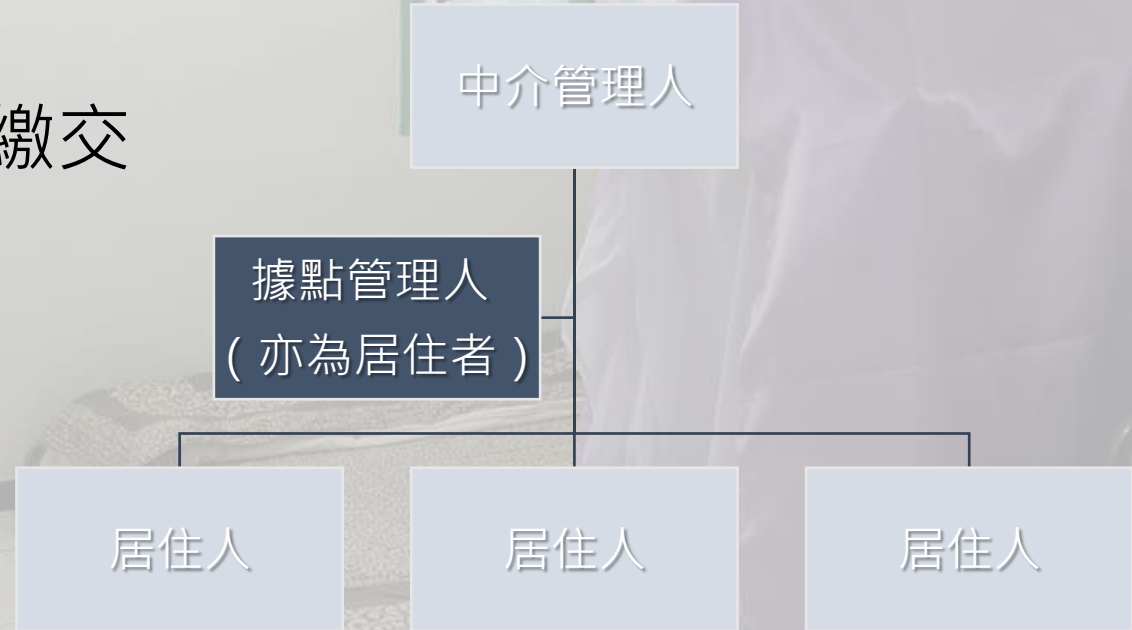 中介管理人
繳交
據點管理人
(亦為居住者)
居住人
居住人
居住人